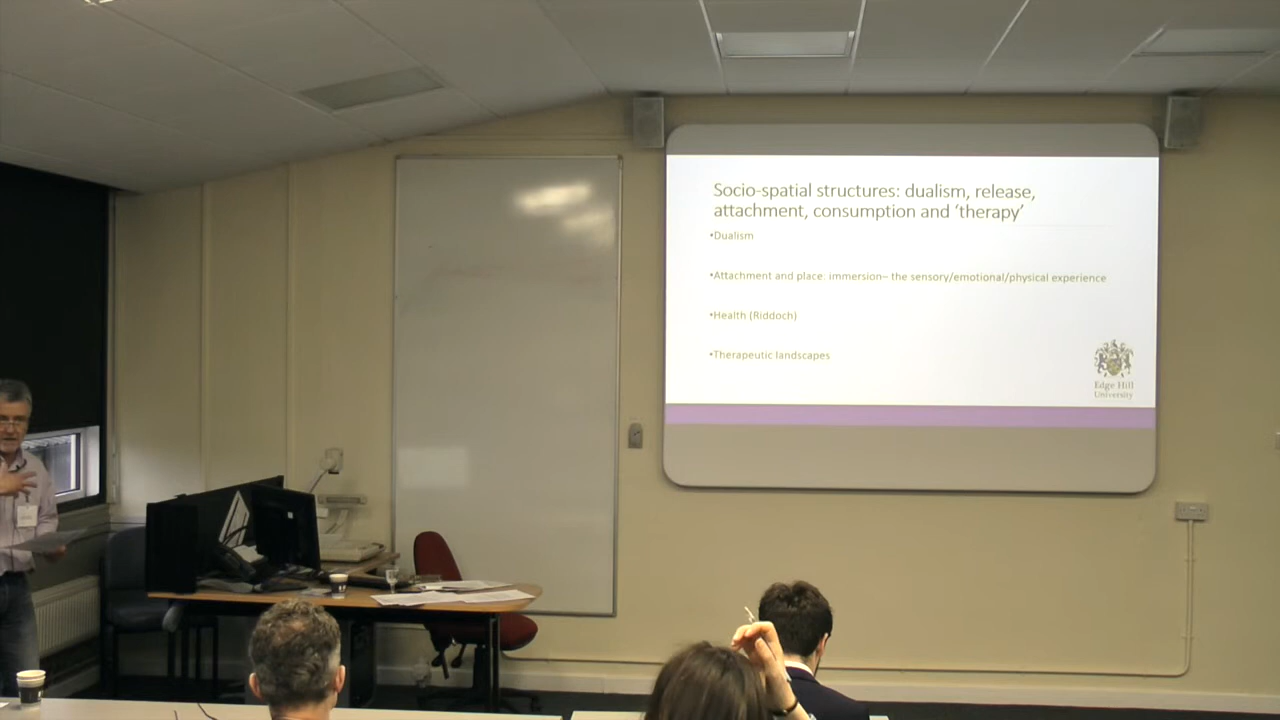 Socio-spatial structures: dualism, release,
attachment, consumption and ‘therapy’
•Dualism
•Attachment and place: immersion– the sensory/emotional/physical experience
•Health (Riddoch)
•Therapeutic landscapes
Edge Hill
University